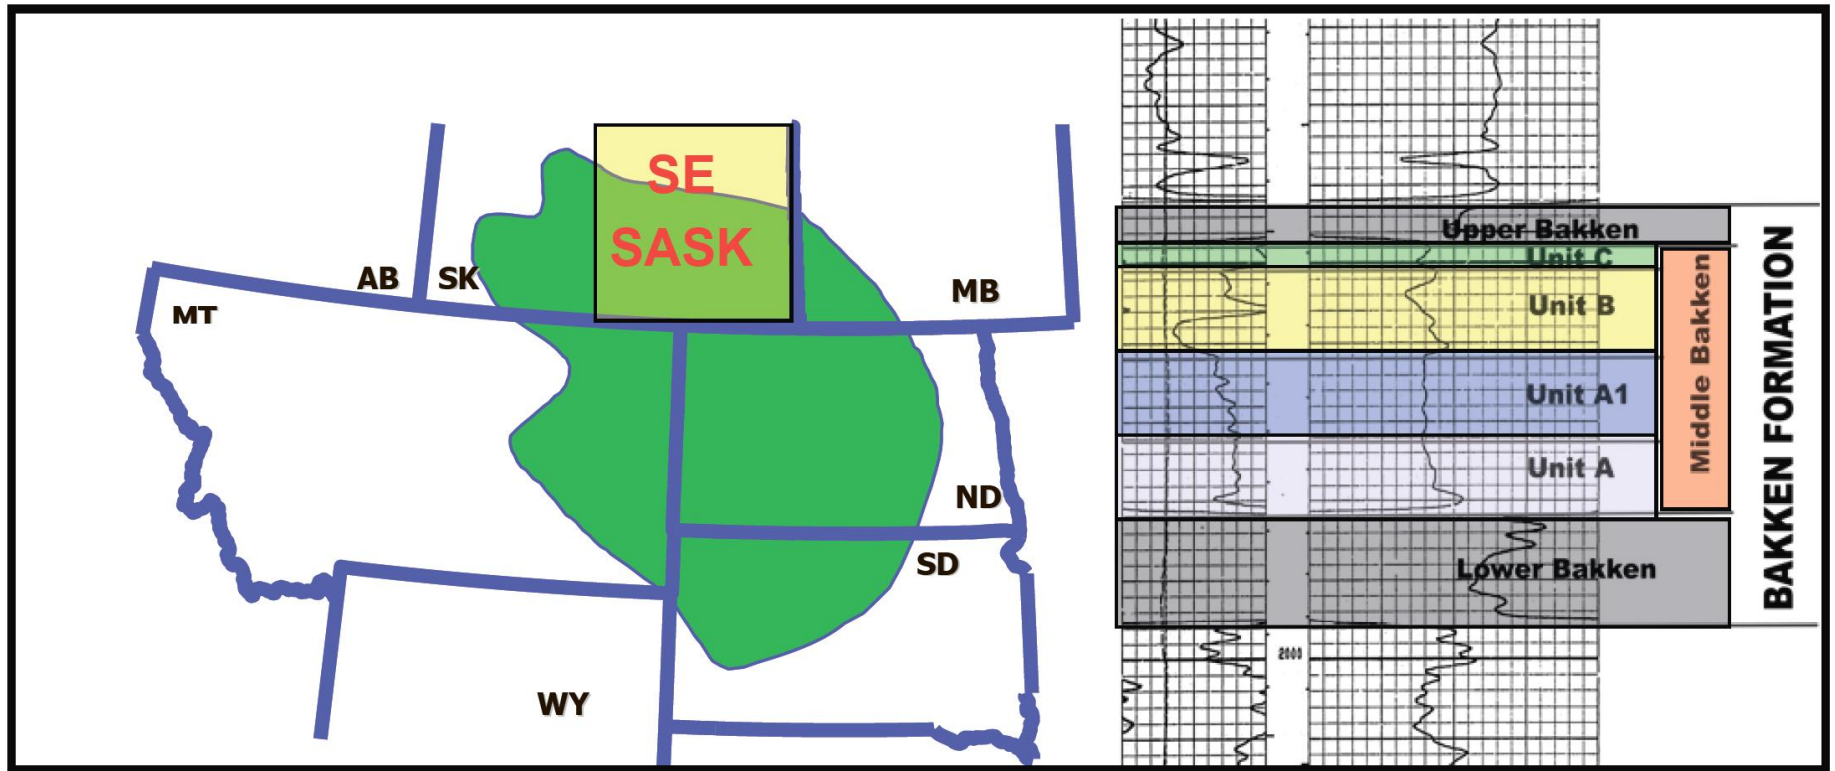 SE
SASK
AB
SK
MB
MT
ND
SD
WY
Upper Bakken
Unit C
Unit B
Unit A1
Unit A
Lower Bakken
2000
Middle Bakken
BAKKEN FORMATION